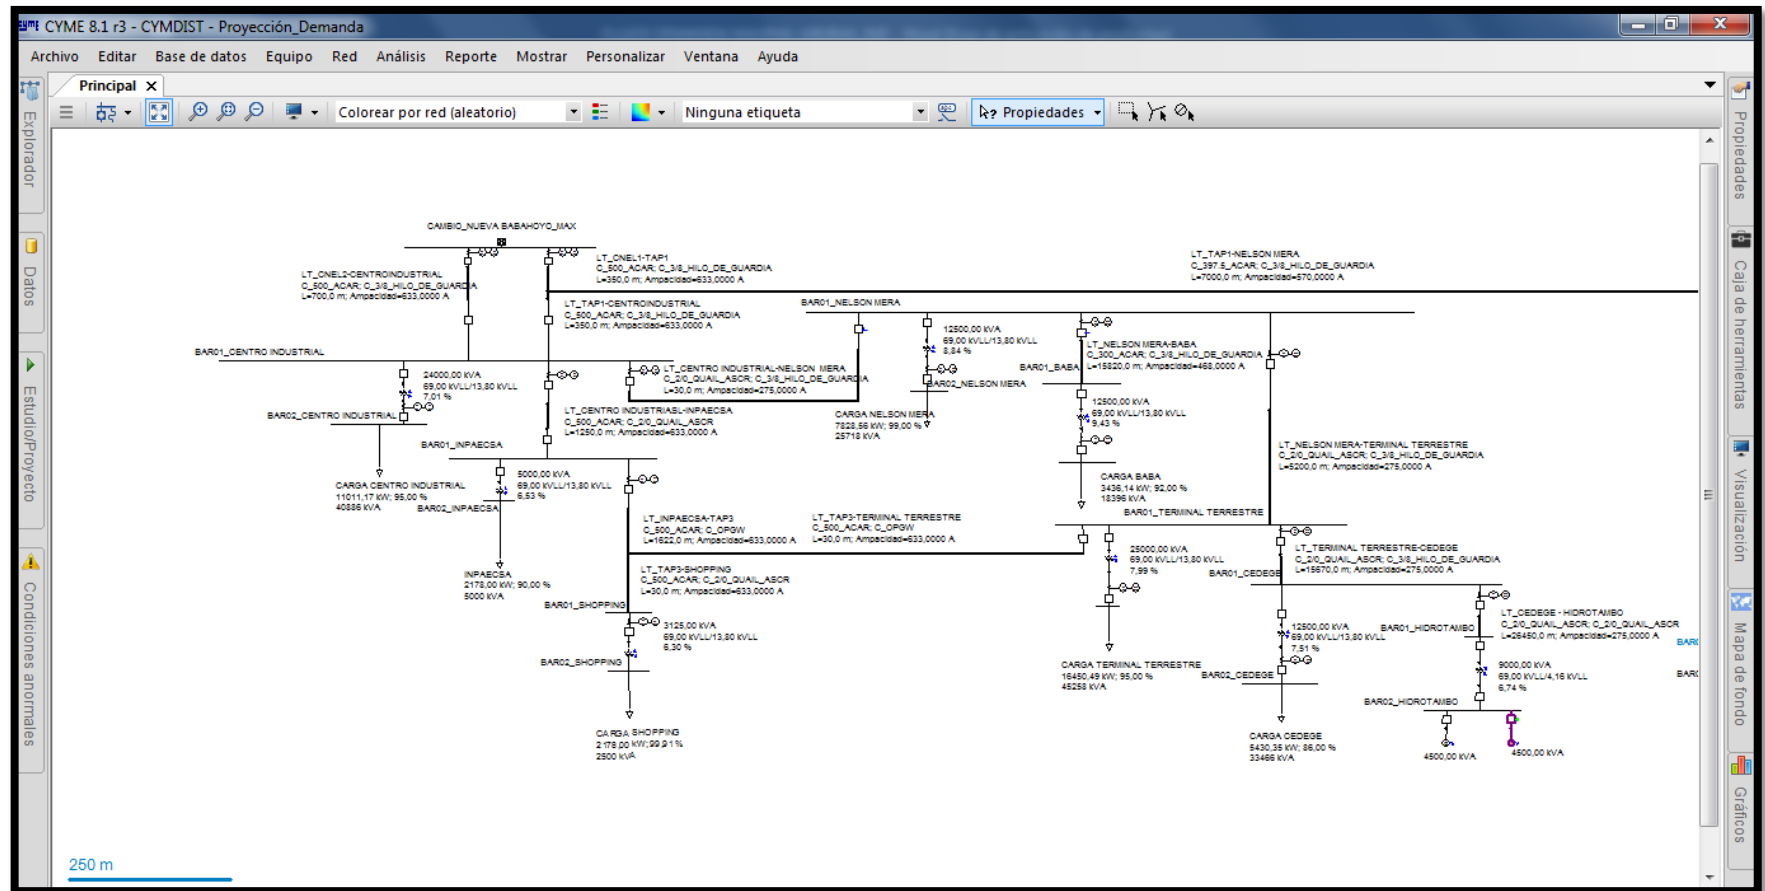 CYME CYME 8.1 r3 - CYMDIST - Proyección_Demanda
Archivo Editar Base de datos Equipo Red Análisis Reporte Mostrar Personalizar Ventana Ayuda
Principal
Colorear por red (aleatorio) Ninguna etiqueta Propiedades
Explorador
Datos
Estudio/Proyecto
Condiciones anormales
CAMBIO_NUEVA BABAHOYO_MAX
LT_CNEL2-CENTROINDUSTRIAL
C_500_ACAR; C_3/8_HILO_DE_GUARDIA
L=700,0 m; Ampacidad=633,0000 A
LT_CNEL1-TAP1
C_500_ACAR; C_3/8_HILO_DE_GUARDIA
L=350,0 m; Ampacidad=633,0000 A
LT_TAP1-NELSON MERA
C_397.5_ACAR; C_3/8_HILO_DE_GUARDIA
L=7000,0 m; Ampacidad=570,0000 A
LT_TAP1-CENTROINDUSTRIAL
C_500_ACAR; C_3/8_HILO_DE_GUARDIA
L=350,0 m; Ampacidad=633,0000 A
BAR01_NELSON MERA
12500,00 kVA
69,00 kVLL/13,80 kVLL
8,84 %
LT_NELSON MERA-BABA
C_300_ACAR; C_3/8_HILO_DE_GUARDIA
L=15820,0 m; Ampacidad=468,0000 A
BAR01_BABA
BAR01_CENTRO INDUSTRIAL
24000,00 kVA
69,00 kVLL/13,80 kVLL
7,01 %
LT_CENTRO INDUSTRIAL-NELSON MERA
C_2/0_QUAIL_ASCR; C_3/8_HILO_DE_GUARDIA
L=30,0 m; Ampacidad=275,0000 A
BAR02_NELSON MERA
12500,00 kVA
69,00 kVLL/13,80 kVLL
9,43 %
BAR02_CENTRO INDUSTRIAL
LT_CENTRO INDUSTRIASL-INPAECSA
C_500_ACAR; C_2/0_QUAIL_ASCR
L=1250,0 m; Ampacidad=633,0000 A
CARGA NELSON MERA
7828,56 kW; 99,00 %
25718 kVA
BAR01_INPAECSA
LT_NELSON MERA-TERMINAL TERRESTRE
C_2/0_QUAIL_ASCR; C_3/8_HILO_DE_GUARDIA
L=5200,0 m; Ampacidad=275,0000 A
CARGA CENTRO INDUSTRIAL
11011,17 kW; 95,00 %
40886 kVA
5000,00 kVA
69,00 kVLL/13,80 kVLL
6,53 %
BAR02_INPAECSA
CARGA BABA
3436,14 kW; 92,00 %
18396 kVA
BAR01_TERMINAL TERRESTRE
LT_INPAECSA-TAP3
C_500_ACAR; C_OPGW
L=1622,0 m; Ampacidad=633,0000 A
LT_TAP3-TERMINAL TERRESTRE
C_500_ACAR; C_OPGW
L=30,0 m; Ampacidad=633,0000 A
25000,00 kVA
69,00 kVLL/13,80 kVLL
7,99 %
LT_TERMINAL TERRESTRE-CEDEGE
C_2/0_QUAIL_ASCR; C_3/8_HILO_DE_GUARDIA
L=15670,0 m; Ampacidad=275,0000 A
BAR01_CEDEGE
INPAECSA
2178,00 kW; 90,00 %
5000 kVA
LT_TAP3-SHOPPING
C_500_ACAR; C_2/0_QUAIL_ASCR
L=30,0 m; Ampacidad=633,0000 A
BAR01_SHOPPING
3125,00 kVA
69,00 kVLL/13,80 kVLL
6,30 %
BAR02_SHOPPING
LT_CEDEGE - HIDROTAMBO
C_2/0_QUAIL_ASCR; C_2/0_QUAIL_ASCR
L=26450,0 m; Ampacidad=275,0000 A
12500,00 kVA
69,00 kVLL/13,80 kVLL
7,51 %
BAR01_HIDROTAMBO
CARGA TERMINAL TERRESTRE
16450,49 kW; 95,00 %
45258 kVA
BAR02_CEDEGE
9000,00 kVA
69,00 kVLL/4,16 kVLL
6,74 %
BAR02_HIDROTAMBO
CARGA SHOPPING
2178,00 kW; 99,91 %
2500 kVA
CARGA CEDEGE
5430,35 kW; 86,00 %
33466 kVA
4500,00 kVA
4500,00 kVA
BAR0
BAR0
250 m
Propiedades
Caja de herramientas
Visualización
Mapa de fondo
Gráficos